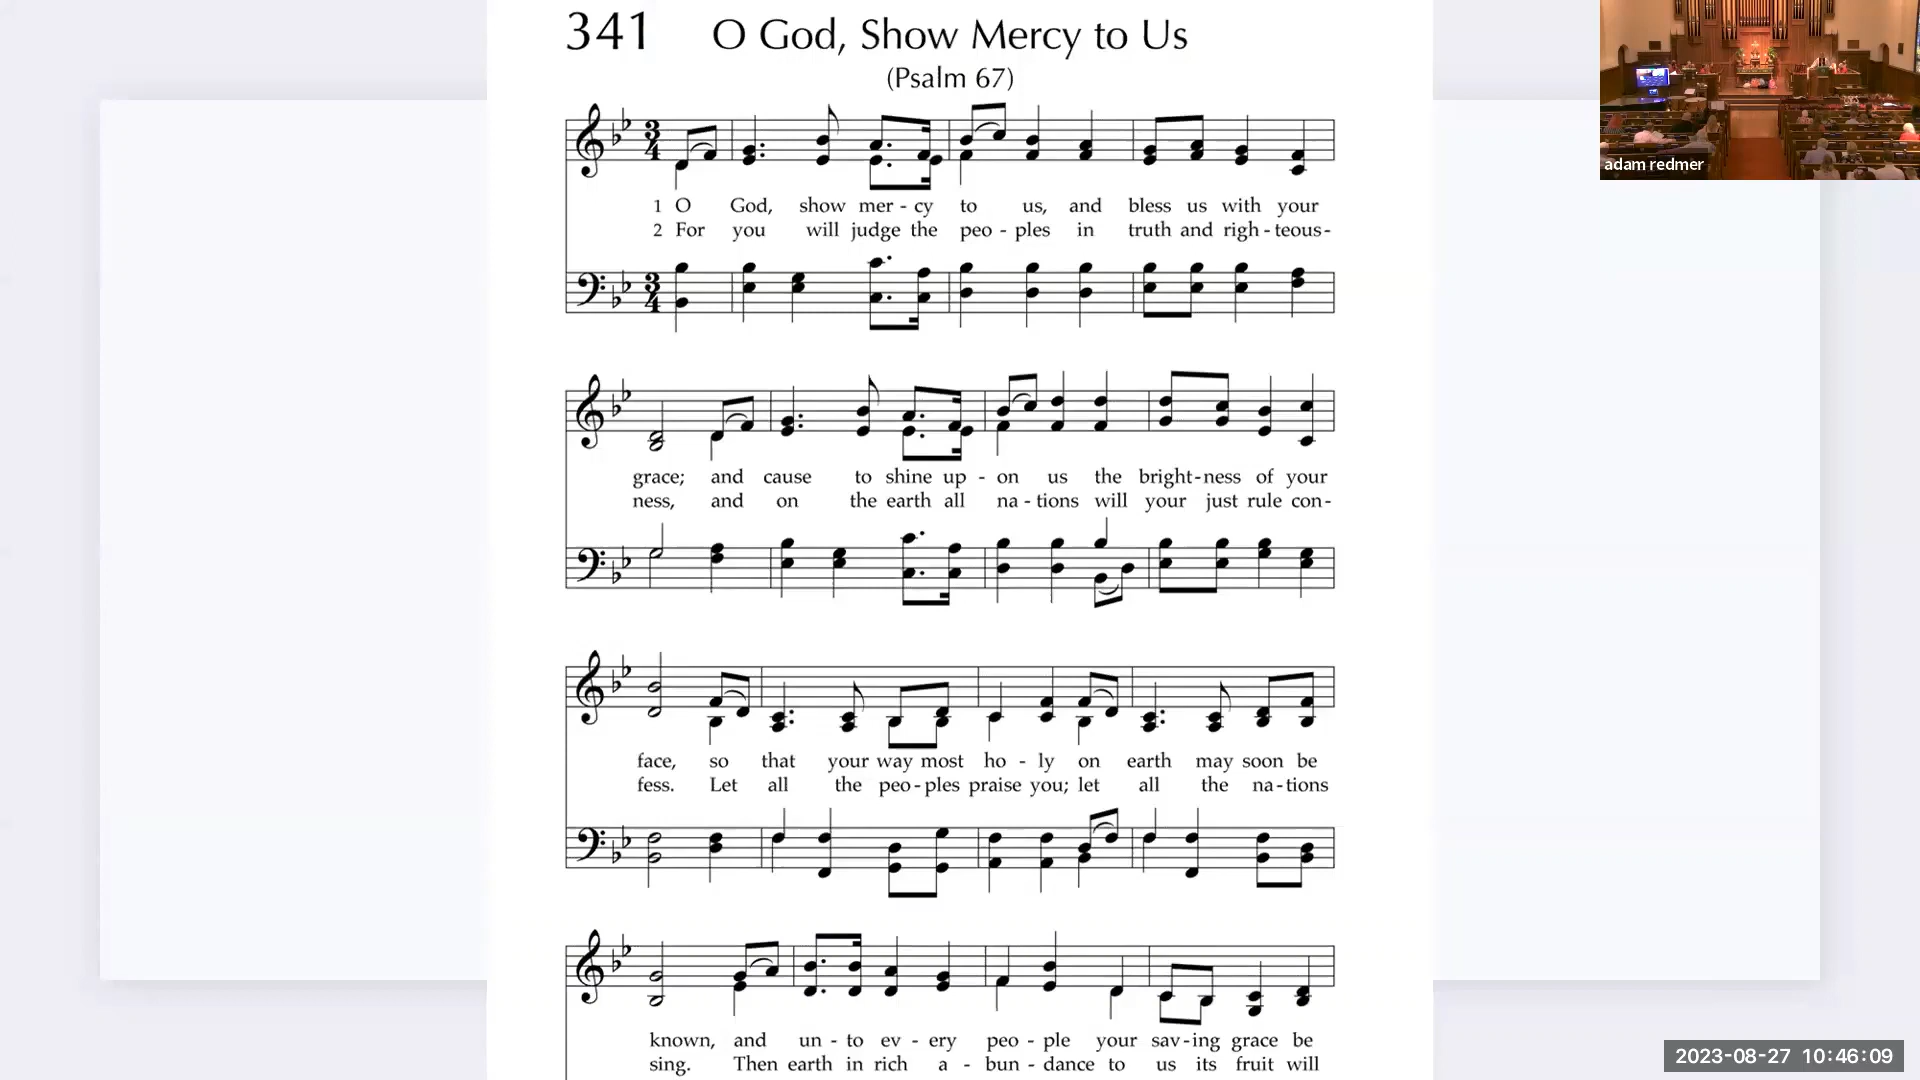 341 O God, Show Mercy to Us
(Psalm 67)
1 O God, show mer - cy to us, and bless us with your
2 For you will judge the peo - ples in truth and righ - teous -
grace; and cause to shine up - on us the bright - ness of your
ness, and on the earth all na - tions will your just rule con -
face, so that your way most ho - ly on earth may soon be
fess. Let all the peo - ples praise you; let all the na - tions
known, and un - to ev - ery peo - ple your sav - ing grace be
sing. Then earth in rich a - bun - dance to us its fruit will
adam redmer
2023-08-27 10:46:09